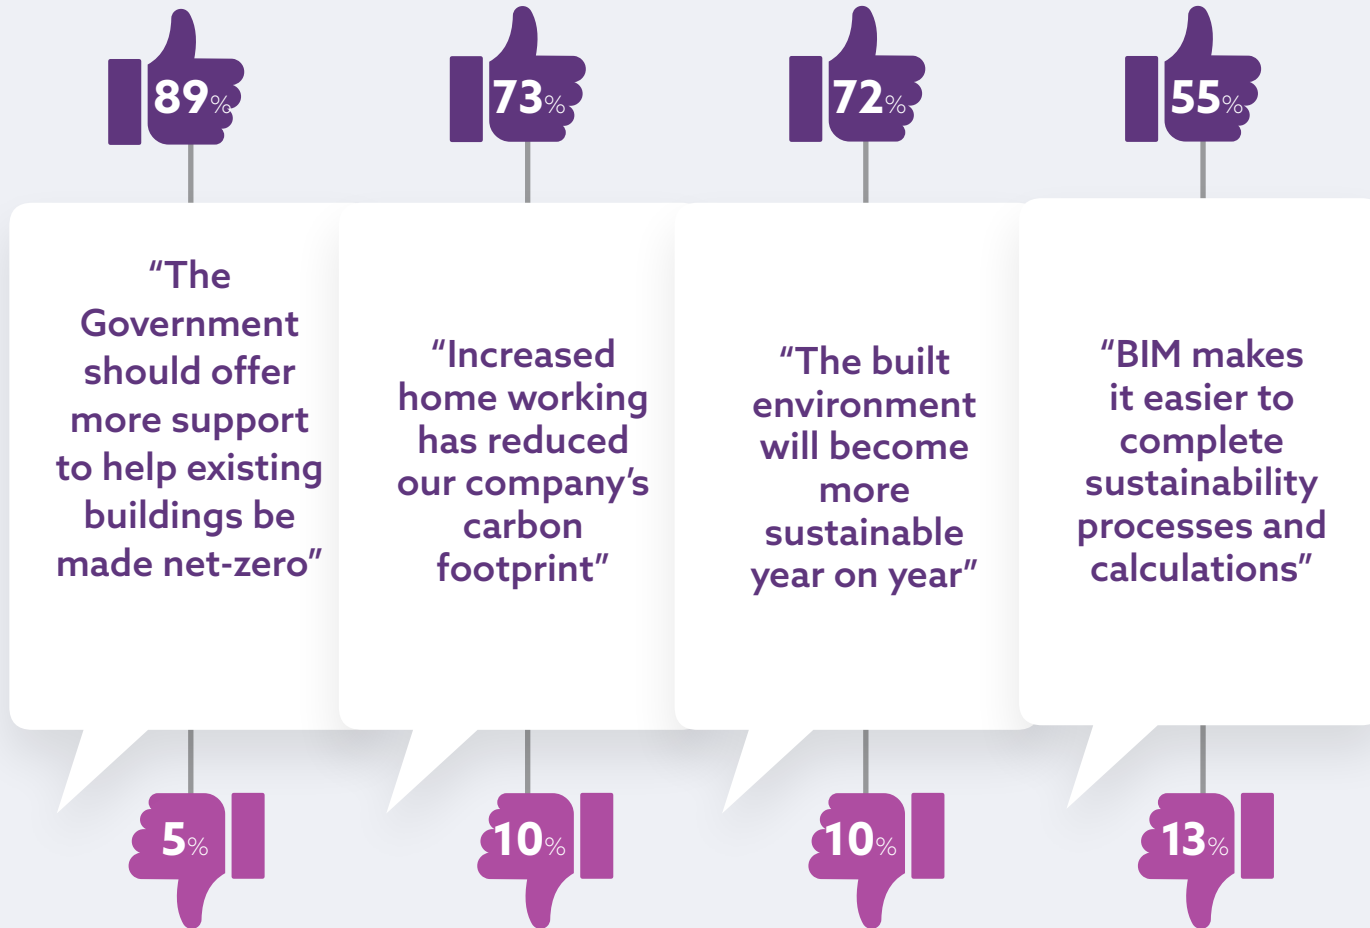 89%
73%
72%
55%
“The
Government
should offer
more support
to help existing
buildings be
made net-zero”
“Increased
home working
has reduced
our company’s
carbon
footprint”
“The built
environment
will become
more
sustainable
year on year”
“BIM makes
it easier to
complete
sustainability
processes and
calculations”
5%
10%
10%
13%